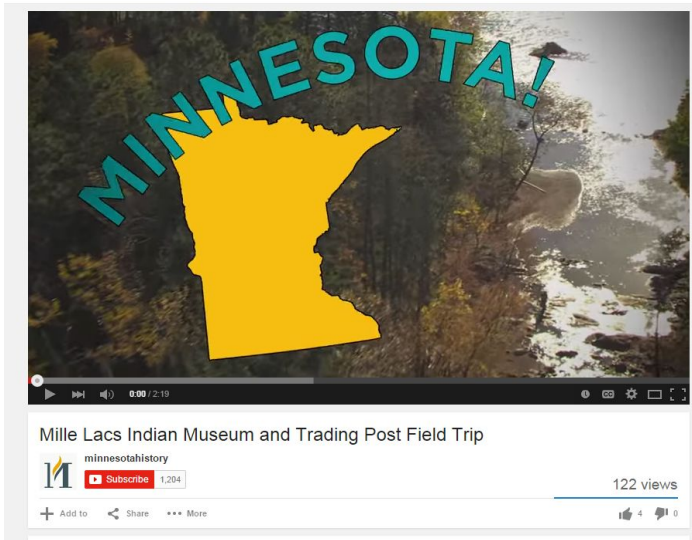 MINNESOTA!
0:00 / 2:19
CC
Mille Lacs Indian Museum and Trading Post Field Trip
minnesotahistory
Subscribe 1,204
122 views
Add to Share More
4 0